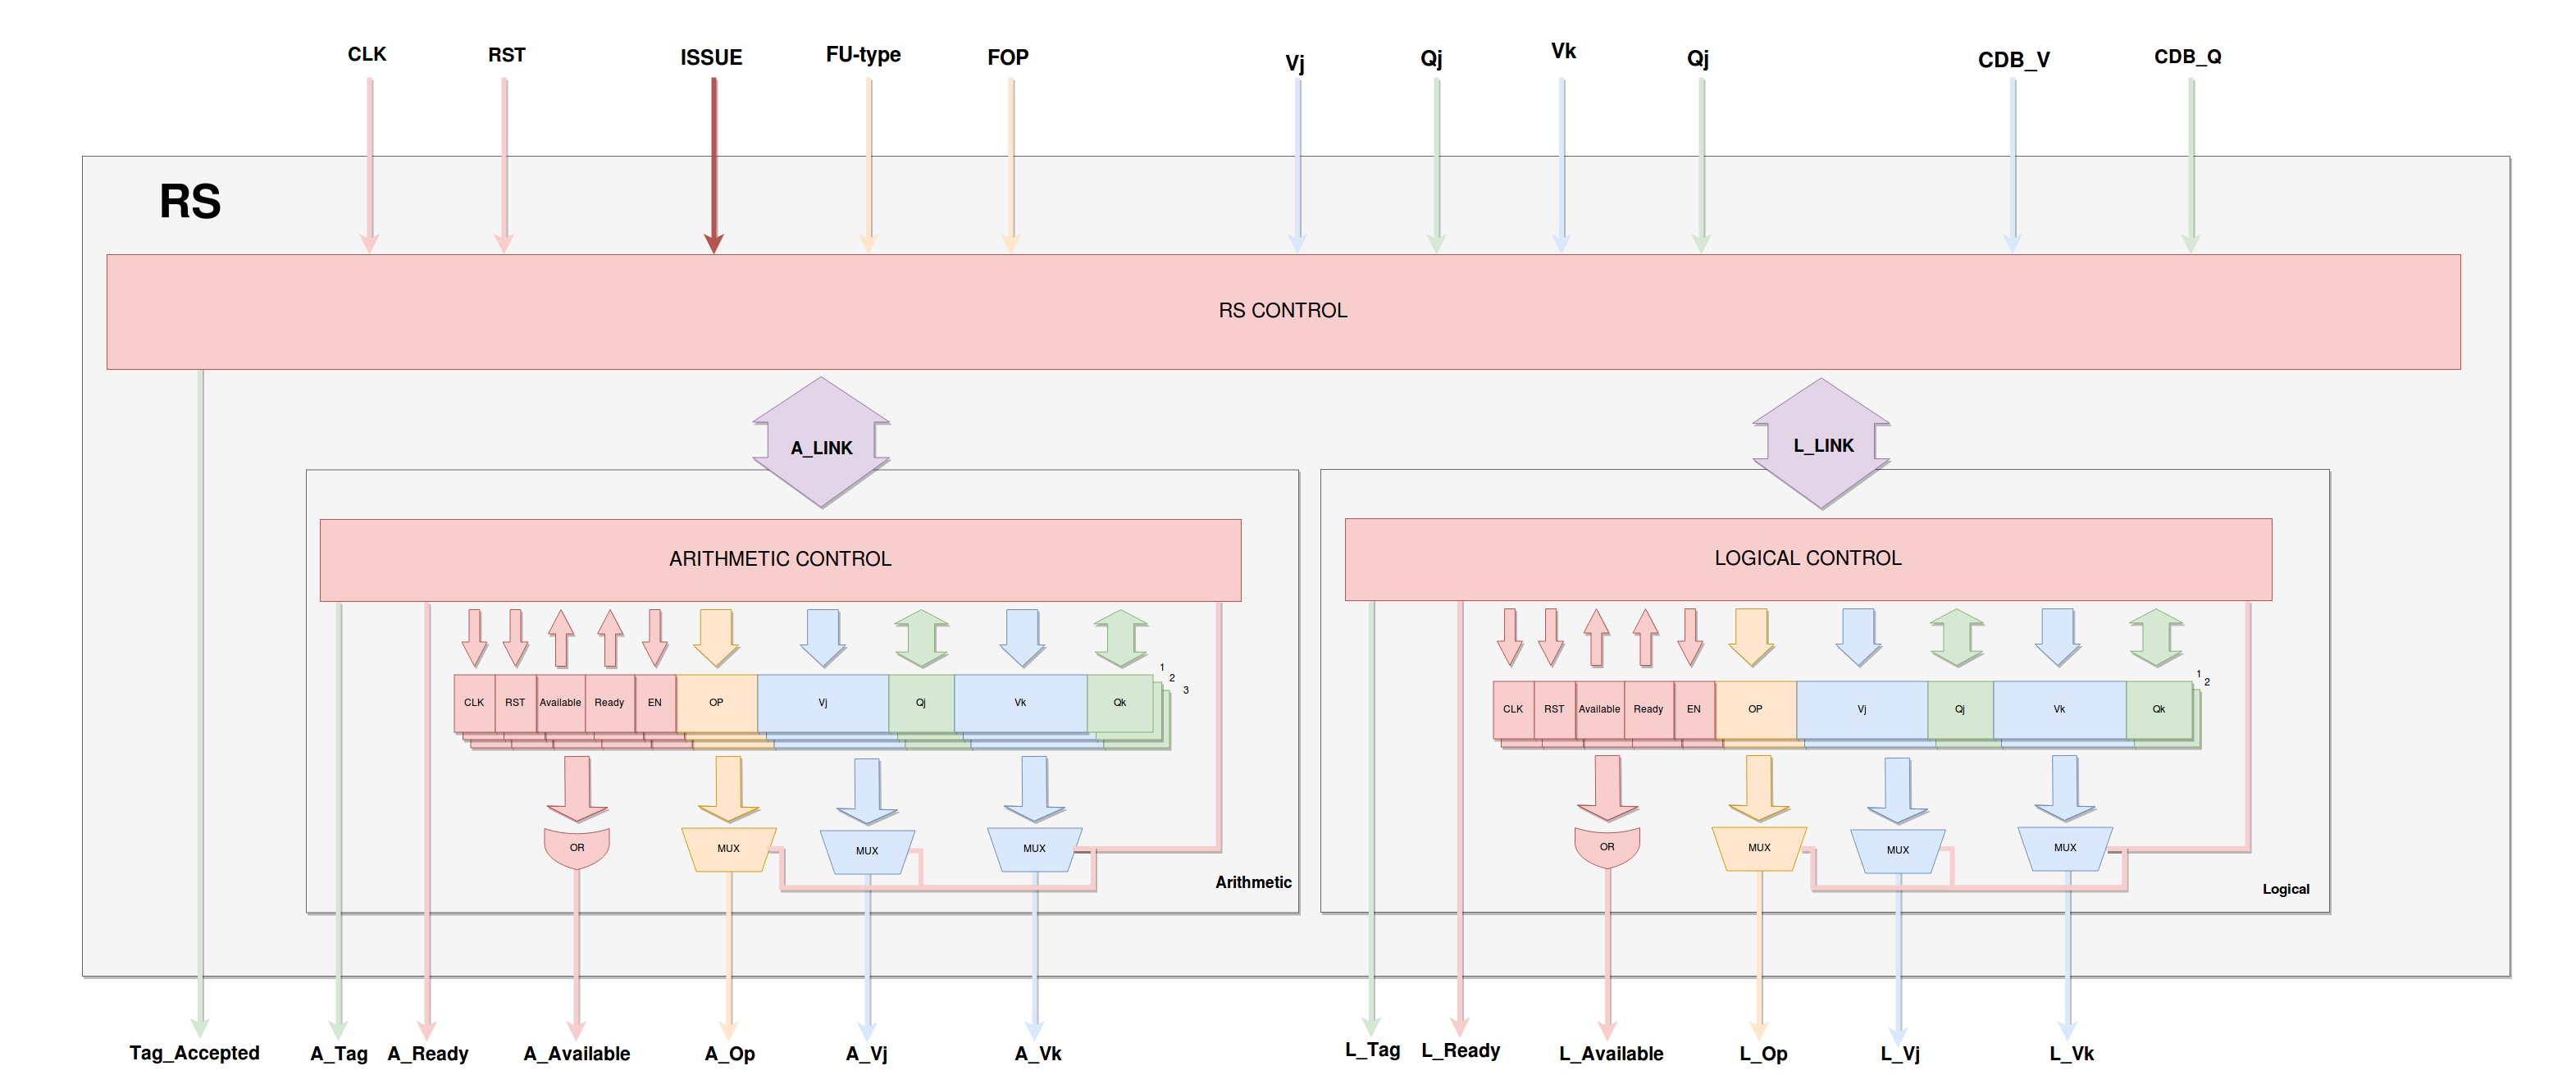 CLK RST ISSUE FU-type FOP Vj Qj Vk Qj CDB_V CDB_Q
RS
RS CONTROL
A_LINK L_LINK
ARITHMETIC CONTROL
1
2
3
CLK RST Available Ready EN OP Vj Qj Vk Qk
OR MUX MUX MUX
Arithmetic
LOGICAL CONTROL
1
2
CLK RST Available Ready EN OP Vj Qj Vk Qk
OR MUX MUX MUX
Logical
Tag_Accepted A_Tag A_Ready A_Available A_Op A_Vj A_Vk L_Tag L_Ready L_Available L_Op L_Vj L_Vk